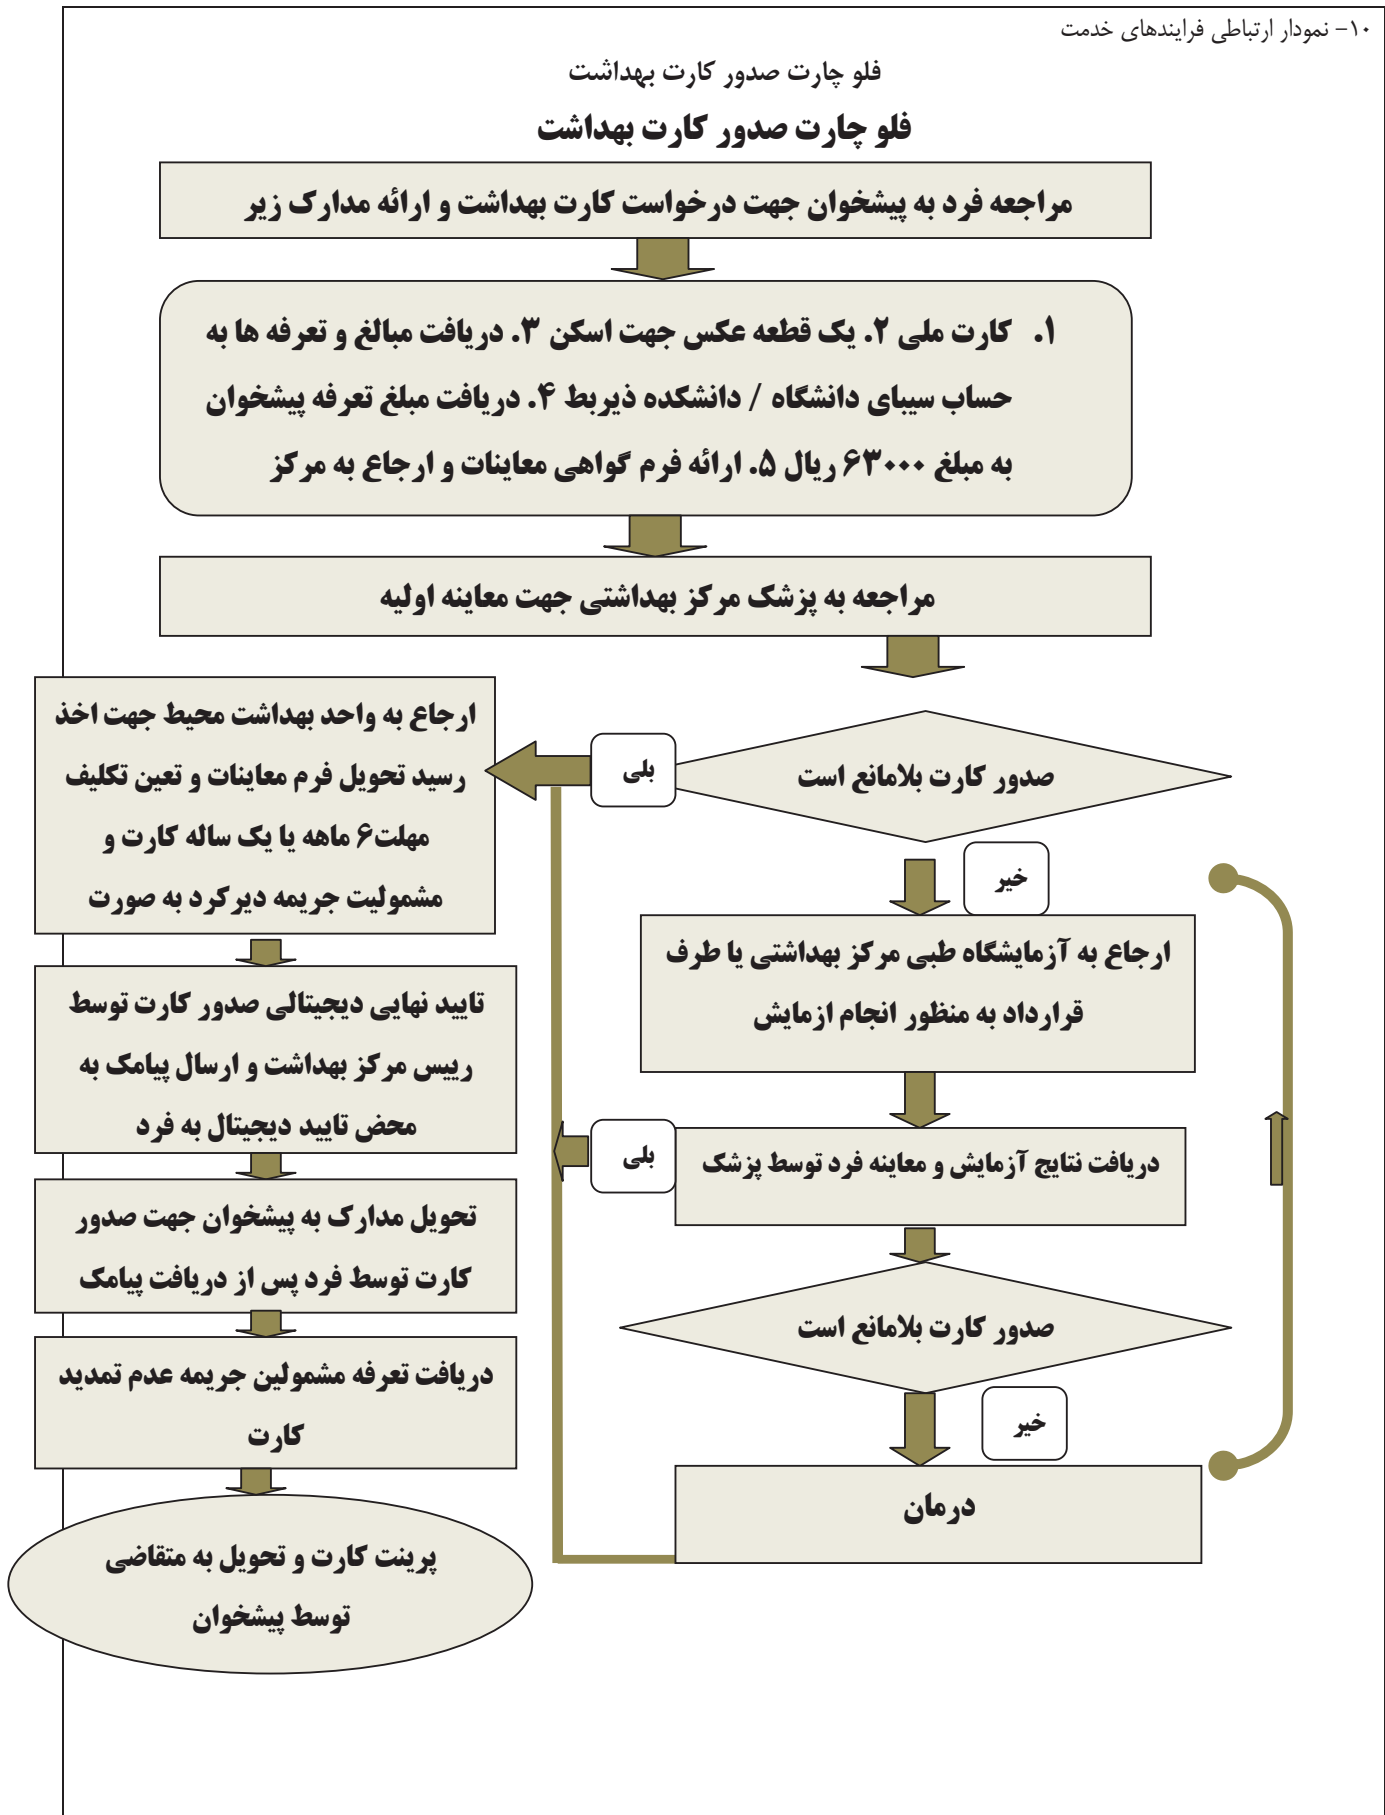 ۱۰- نمودار ارتباطی فرایندهای خدمت
فلو چارت صدور کارت بهداشت
فلو چارت صدور کارت بهداشت
مراجعه فرد به پیشخوان جهت درخواست کارت بهداشت و ارائه مدارک زیر
۱. کارت ملی ۲. یک قطعه عکس جهت اسکن ۳. دریافت مبالغ و تعرفه ها به
حساب سیبای دانشگاه / دانشکده ذیربط ۴. دریافت مبلغ تعرفه پیشخوان
به مبلغ ۶۳۰۰۰ ریال ۵. ارائه فرم گواهی معاینات و ارجاع به مرکز
مراجعه به پزشک مرکز بهداشتی جهت معاینه اولیه
صدور کارت بلامانع است
بلی
خیر
ارجاع به آزمایشگاه طبی مرکز بهداشتی یا طرف
قرارداد به منظور انجام ازمایش
دریافت نتایج آزمایش و معاینه فرد توسط پزشک
بلی
صدور کارت بلامانع است
خیر
درمان
ارجاع به واحد بهداشت محیط جهت اخذ
رسید تحویل فرم معاینات و تعین تکلیف
مهلت۶ ماهه یا یک ساله کارت و
مشمولیت جریمه دیرکرد به صورت
تایید نهایی دیجیتالی صدور کارت توسط
رییس مرکز بهداشت و ارسال پیامک به
محض تایید دیجیتال به فرد
تحویل مدارک به پیشخوان جهت صدور
کارت توسط فرد پس از دریافت پیامک
دریافت تعرفه مشمولین جریمه عدم تمدید
کارت
پرینت کارت و تحویل به متقاضی
توسط پیشخوان